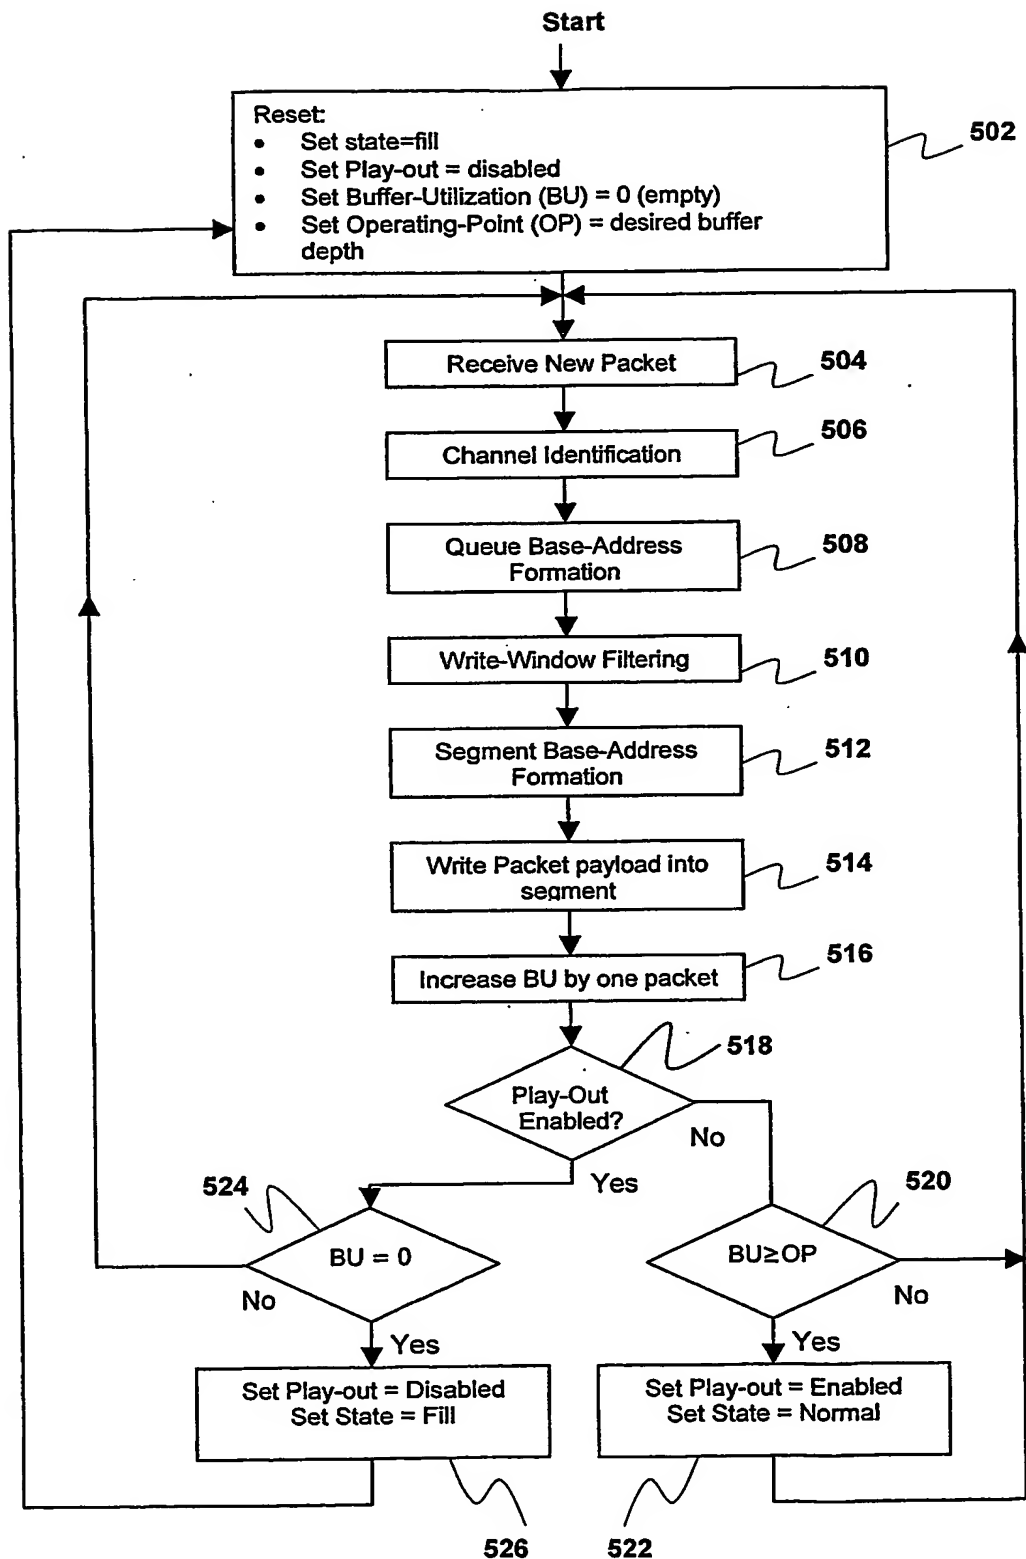 Start
Reset:
• Set state=fill
• Set Play-out = disabled
• Set Buffer-Utilization (BU) = 0 (empty)
• Set Operating-Point (OP) = desired buffer
depth
502
Receive New Packet
504
Channel Identification
506
Queue Base-Address
Formation
508
Write-Window Filtering
510
Segment Base-Address
Formation
512
Write Packet payload into
segment
514
Increase BU by one packet
516
Play-Out
Enabled?
518
No
Yes
524
BU = 0
No
Yes
520
BU≥OP
No
Yes
Set Play-out = Disabled
Set State = Fill
526
Set Play-out = Enabled
Set State = Normal
522